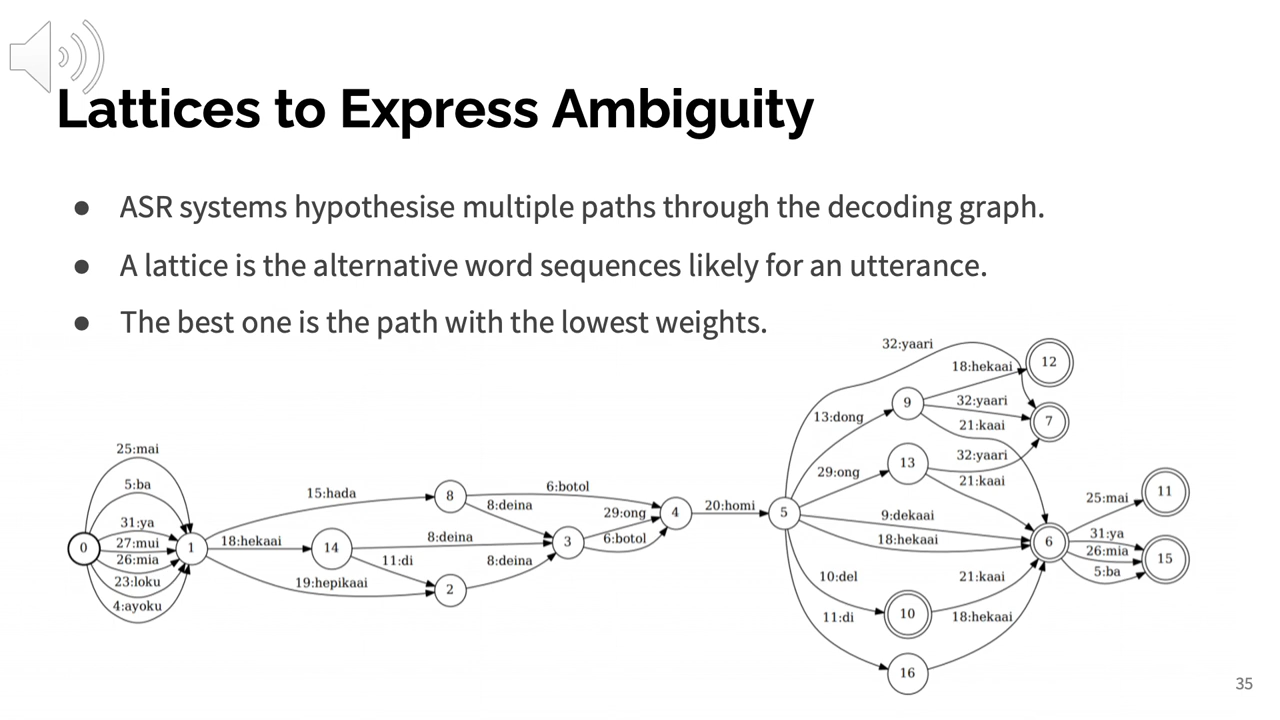 Lattices to Express Ambiguity
● ASR systems hypothesise multiple paths through the decoding graph.
● A lattice is the alternative word sequences likely for an utterance.
● The best one is the path with the lowest weights.
25:mai
5:ba
31:ya
27:mui
26:mia
23:loku
4:ayoku
0
1
15:hada
18:hekaai
19:hepikaai
14
11:di
8:deina
8
2
6:botol
8:deina
8:deina
3
29:ong
6:botol
4
20:homi
5
32:yaari
13:dong
29:ong
9:dekaai
18:hekaai
10:del
11:di
9
13
10
16
18:hekaai
32:yaari
21:kaai
32:yaari
21:kaai
21:kaai
18:hekaai
12
7
6
25:mai
31:ya
26:mia
5:ba
11
15
35